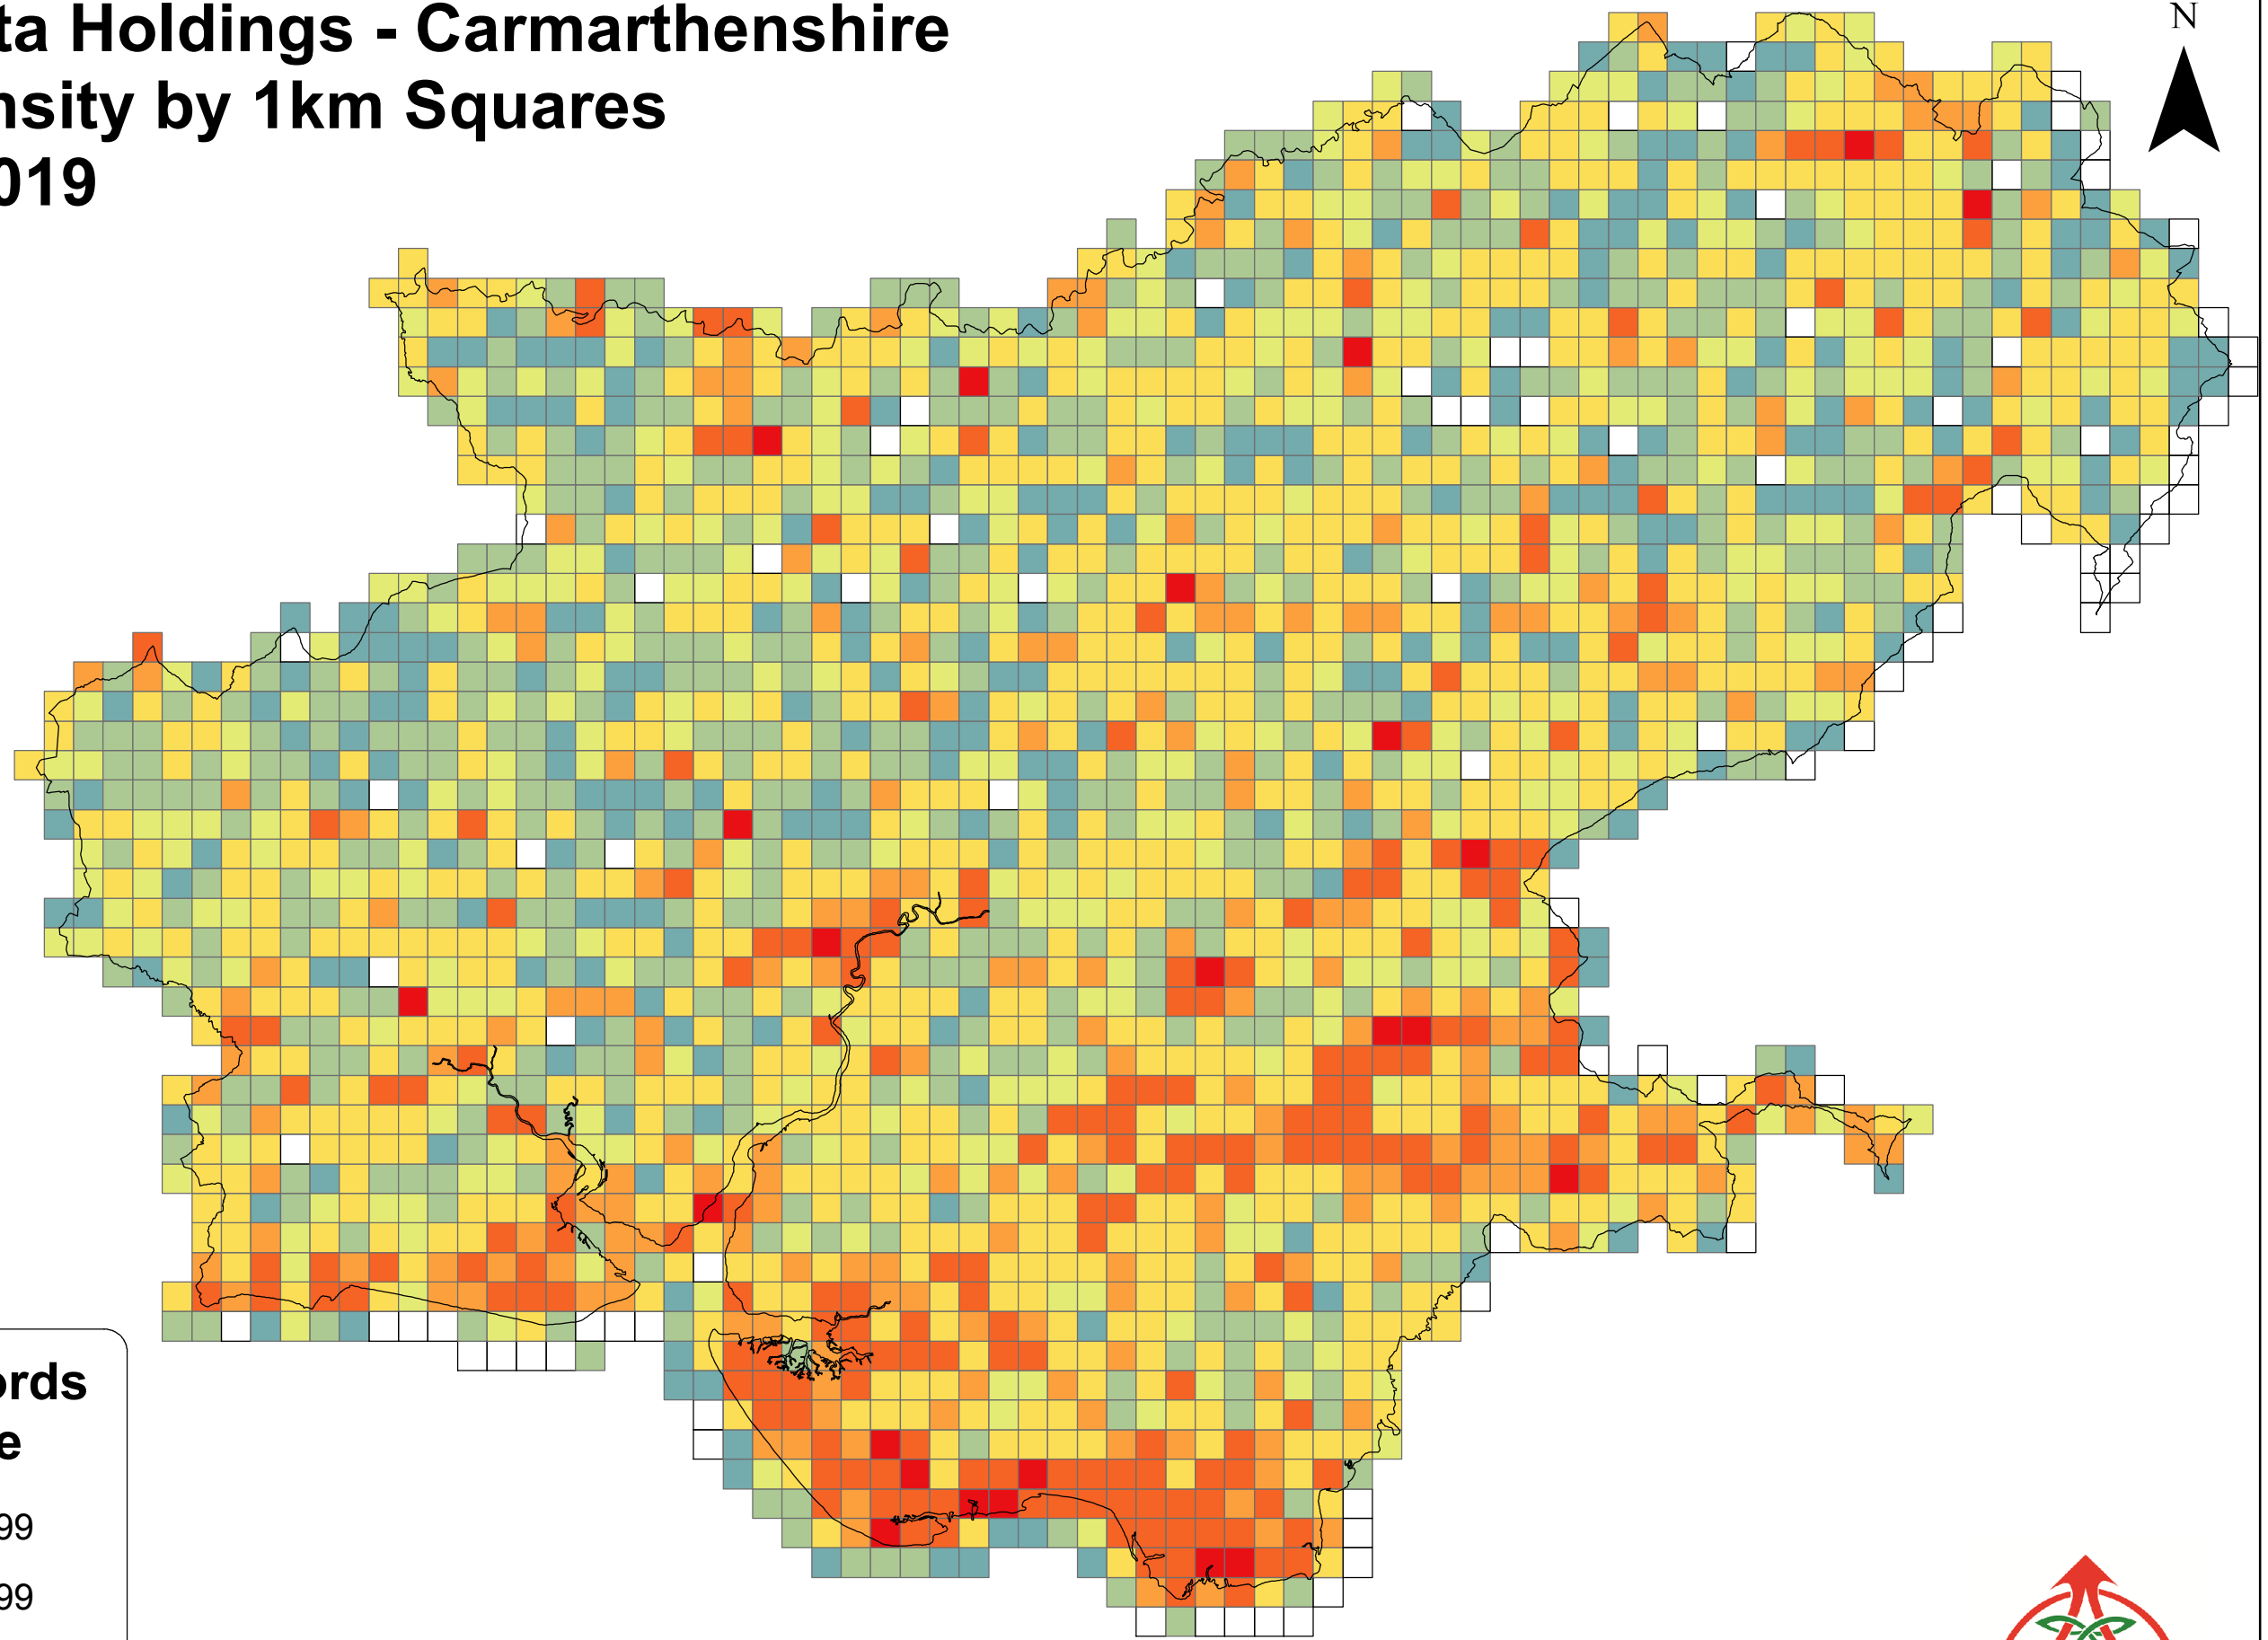 ta Holdings - Carmarthenshire
nsity by 1km Squares
019
N
ords
e
99
99